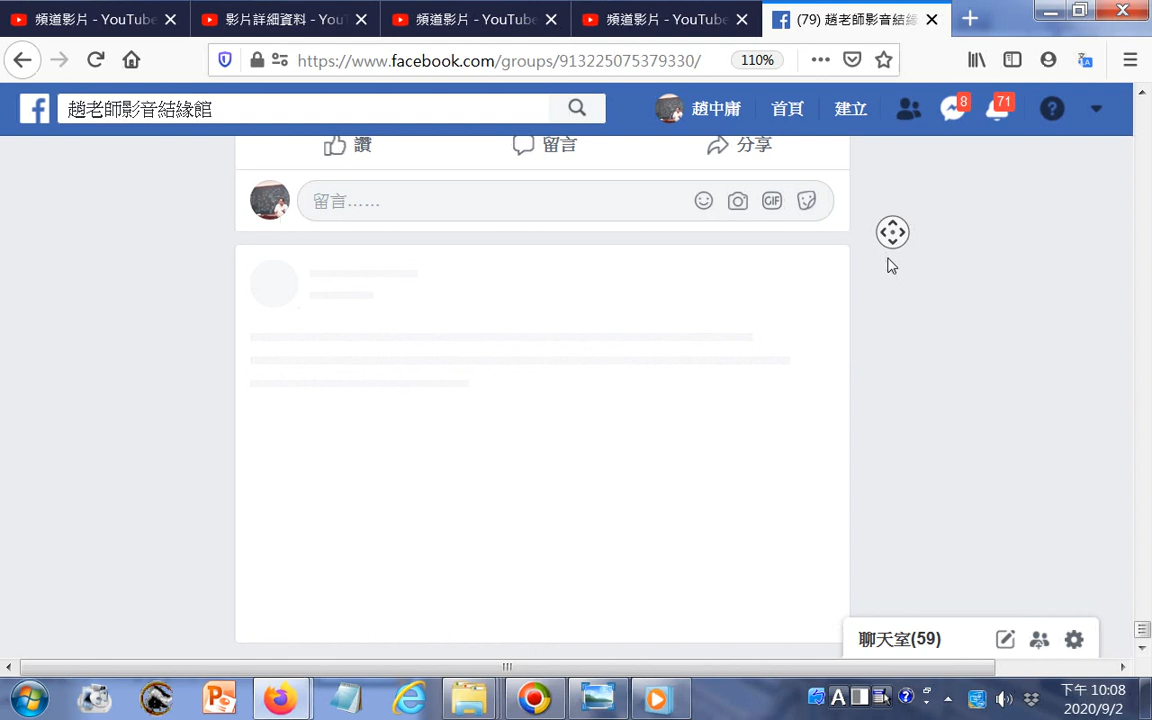 頻道影片 - YouTube
影片詳細資料 - YouT
頻道影片 - YouTube
頻道影片 - YouTube
(79) 趙老師影音結緣
https://www.facebook.com/groups/913225075379330/
110%
趙老師影音結緣館
趙中庸
首頁
建立
8
71
讚
留言
分享
留言......
GIF
聊天室(59)
下午 10:08
2020/9/2